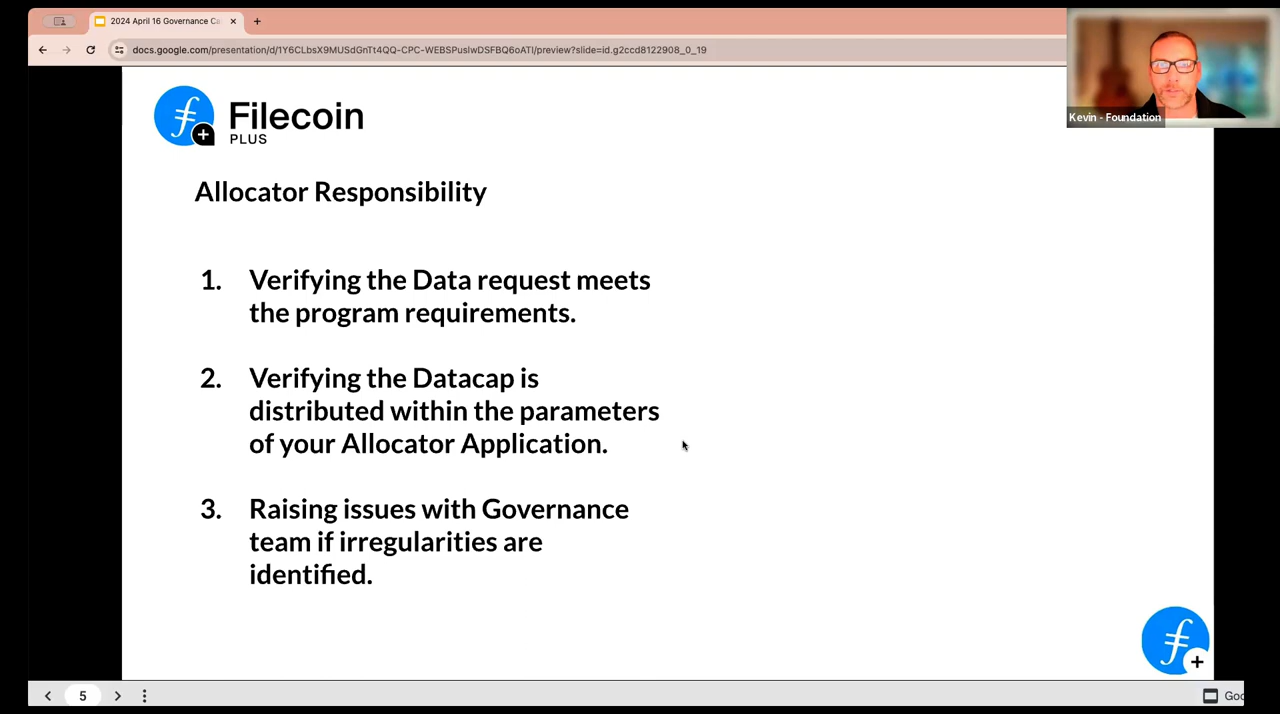 2024 April 16 Governance Ca
docs.google.com/presentation/d/1Y6CLbsX9MUSdGnTt4QQ-CPC-WEBSPuslwDSFBQ6oATI/preview?slide=id.g2ccd8122908_0_19
Kevin - Foundation
Filecoin
PLUS
Allocator Responsibility
1. Verifying the Data request meets
the program requirements.
2. Verifying the Datacap is
distributed within the parameters
of your Allocator Application.
3. Raising issues with Governance
team if irregularities are
identified.
5
Goo